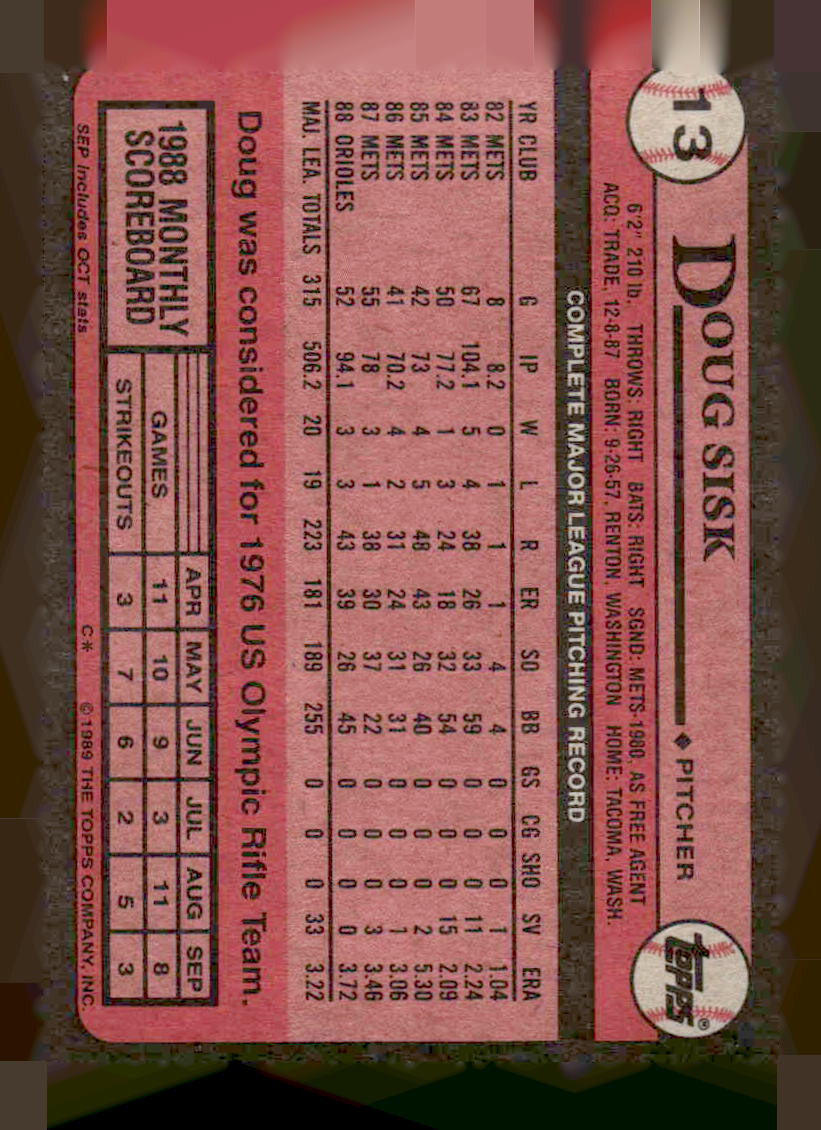 13
DOUG SISK ◆ PITCHER
TOPPS®
6'2" 210 lb. THROWS: RIGHT BATS: RIGHT SGND: METS-1980, AS FREE AGENT
ACQ: TRADE, 12-8-87 BORN: 9-26-57, RENTON WASHINGTON HOME: TACOMA, WASH.
COMPLETE MAJOR LEAGUE PITCHING RECORD
YR CLUB G IP W L R ER SO BB GS CG SHO SV ERA
82 METS 8 8.2 0 1 1 1 4 4 0 0 0 1 1.04
83 METS 67 104.1 5 4 38 26 33 59 0 0 0 11 2.24
84 METS 50 77.2 1 3 24 18 32 54 0 0 0 15 2.09
85 METS 42 73 4 5 48 43 26 40 0 0 0 2 5.30
86 METS 41 70.2 4 2 31 24 31 31 0 0 0 1 3.06
87 METS 55 78 3 1 38 30 37 22 0 0 0 3 3.46
88 ORIOLES 52 94.1 3 3 43 39 26 45 0 0 0 0 3.72
MAJ. LEA. TOTALS 315 506.2 20 19 223 181 189 255 0 0 0 33 3.22
Doug was considered for 1976 US Olympic Rifle Team.
1988 MONTHLY
SCOREBOARD
APR MAY JUN JUL AUG SEP
GAMES 11 10 9 3 11 8
STRIKEOUTS 3 7 6 2 5 3
SEP includes OCT stats C* © 1989 THE TOPPS COMPANY, INC.